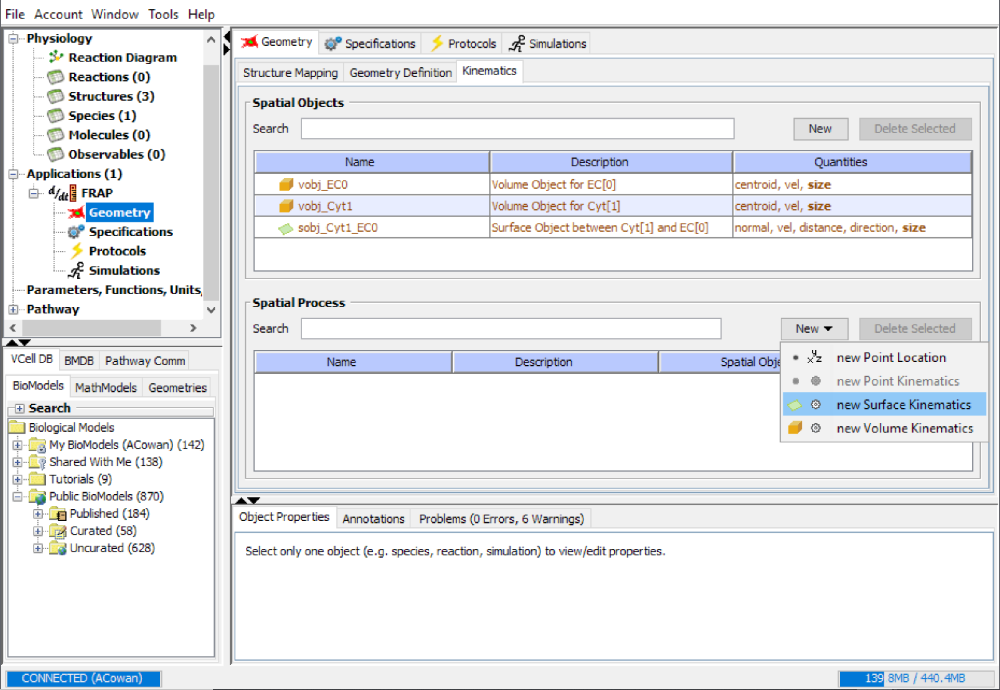 File Account Window Tools Help
Physiology
Reaction Diagram
Reactions (0)
Structures (3)
Species (1)
Molecules (0)
Observables (0)
Applications (1)
d/dt FRAP
Geometry
Specifications
Protocols
Simulations
Parameters, Functions, Units,
Pathway
VCell DB BMDB Pathway Comm
BioModels MathModels Geometries
Search
Biological Models
My BioModels (ACowan) (142)
Shared With Me (138)
Tutorials (9)
Public BioModels (870)
Published (184)
Curated (58)
Uncurated (628)
Geometry Specifications Protocols Simulations
Structure Mapping Geometry Definition Kinematics
Spatial Objects
Search New Delete Selected
Name Description Quantities
vobj_EC0 Volume Object for EC[0] centroid, vel, size
vobj_Cyt1 Volume Object for Cyt[1] centroid, vel, size
sobj_Cyt1_EC0 Surface Object between Cyt[1] and EC[0] normal, vel, distance, direction, size
Spatial Process
Search New Delete Selected
Name Description Spatial Obje
x y z new Point Location
new Point Kinematics
new Surface Kinematics
new Volume Kinematics
Object Properties Annotations Problems (0 Errors, 6 Warnings)
Select only one object (e.g. species, reaction, simulation) to view/edit properties.
CONNECTED (ACowan) 139.8MB / 440.4MB